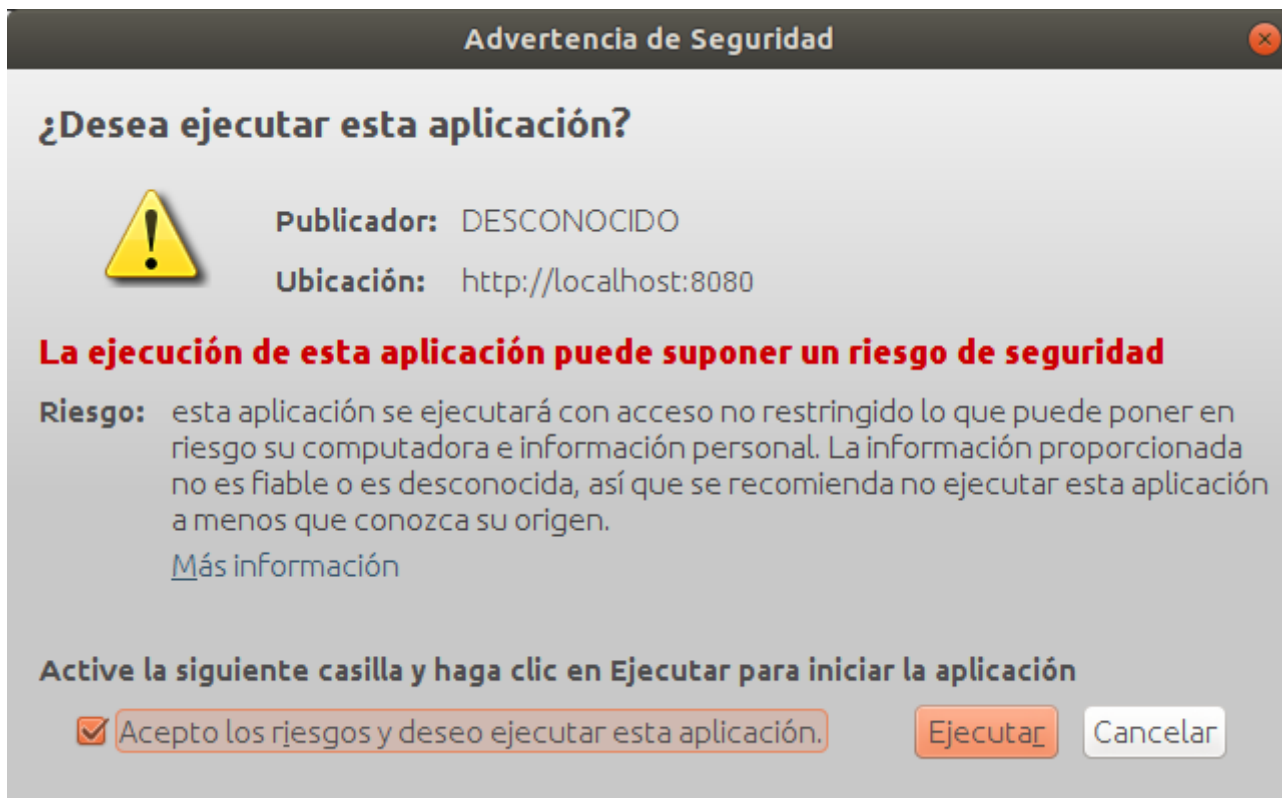 Advertencia de Seguridad
¿Desea ejecutar esta aplicación?
Publicador: DESCONOCIDO
Ubicación: http://localhost:8080
La ejecución de esta aplicación puede suponer un riesgo de seguridad
Riesgo: esta aplicación se ejecutará con acceso no restringido lo que puede poner en
riesgo su computadora e información personal. La información proporcionada
no es fiable o es desconocida, así que se recomienda no ejecutar esta aplicación
a menos que conozca su origen.
Más información
Active la siguiente casilla y haga clic en Ejecutar para iniciar la aplicación
Acepto los riesgos y deseo ejecutar esta aplicación. Ejecutar Cancelar